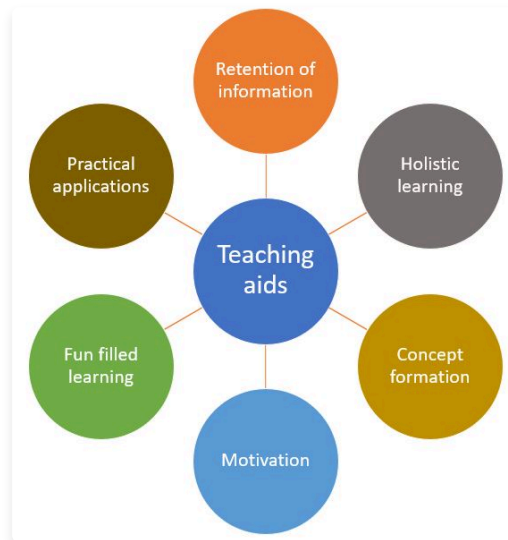 Retention of
information
Holistic
learning
Concept
formation
Motivation
Fun filled
learning
Practical
applications
Teaching
aids